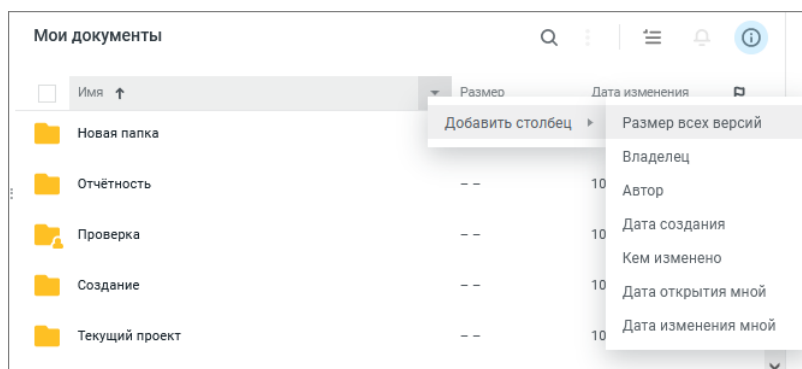 Мои документы
Имя Размер Дата изменения
Добавить столбец Размер всех версий
Новая папка
Владелец
Отчётность – – 10
Автор
Дата создания
Проверка – – 10
Кем изменено
Создание – – 10
Дата открытия мной
Текущий проект – – 10
Дата изменения мной